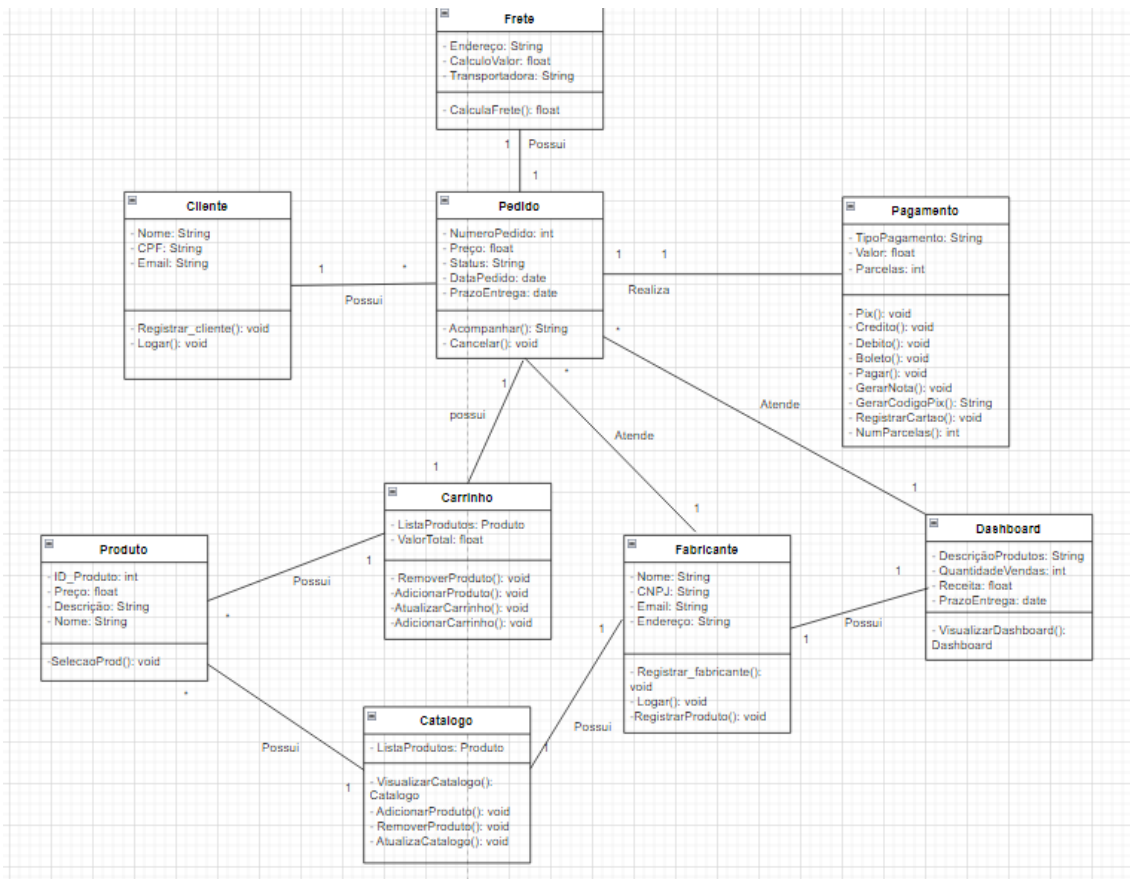 Frete
- Endereço: String
- CalculoValor: float
- Transportadora: String
- CalculaFrete(): float
1 Possui
1
Cliente
- Nome: String
- CPF: String
- Email: String
- Registrar_cliente(): void
- Logar(): void
1 *
Possui
Pedido
- NumeroPedido: int
- Preço: float
- Status: String
- DataPedido: date
- PrazoEntrega: date
- Acompanhar(): String
- Cancelar(): void
1 1
Realiza
Pagamento
- TipoPagamento: String
- Valor: float
- Parcelas: int
- Pix(): void
- Credito(): void
- Debito(): void
- Boleto(): void
- Pagar(): void
- GerarNota(): void
- GerarCodigoPix(): String
- RegistrarCartao(): void
- NumParcelas(): int
1
possui
1
*
Atende
1
*
Atende
1
Carrinho
- ListaProdutos: Produto
- ValorTotal: float
- RemoverProduto(): void
-AdicionarProduto(): void
-AtualizarCarrinho(): void
-AdicionarCarrinho(): void
Produto
- ID_Produto: int
- Preço: float
- Descrição: String
- Nome: String
-SelecaoProd(): void
1
Possui
*
Fabricante
- Nome: String
- CNPJ: String
- Email: String
- Endereço: String
- Registrar_fabricante():
void
- Logar(): void
-RegistrarProduto(): void
Dashboard
- DescriçãoProdutos: String
- QuantidadeVendas: int
- Receita: float
- PrazoEntrega: date
- VisualizarDashboard():
Dashboard
1
Possui
1
1
Possui
1
*
Possui
1
Catalogo
- ListaProdutos: Produto
- VisualizarCatalogo():
Catalogo
- AdicionarProduto(): void
- RemoverProduto(): void
- AtualizaCatalogo(): void